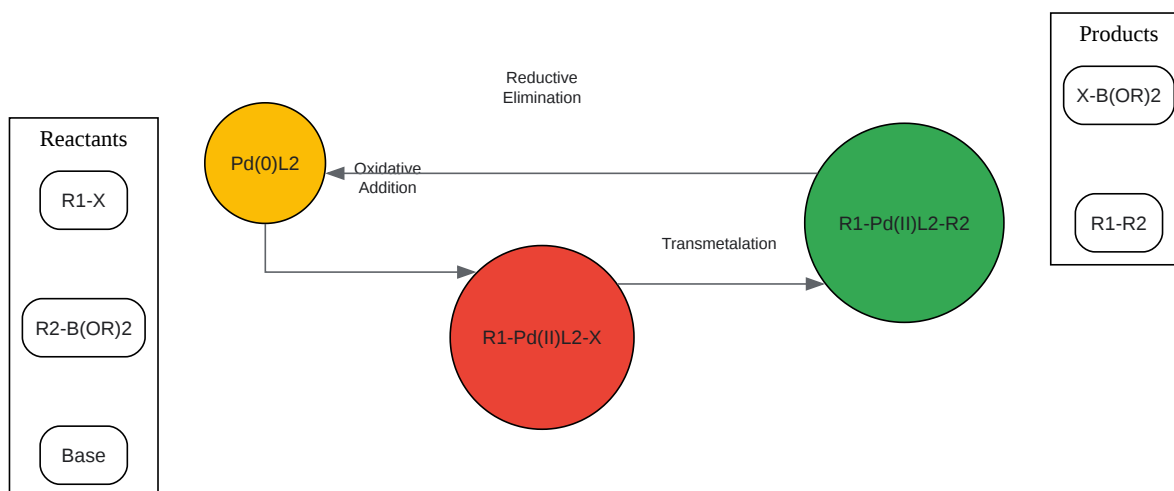 Reactants
R1-X
R2-B(OR)2
Base
Pd(0)L2
Oxidative
Addition
R1-Pd(II)L2-X
Transmetalation
R1-Pd(II)L2-R2
Reductive
Elimination
Products
X-B(OR)2
R1-R2